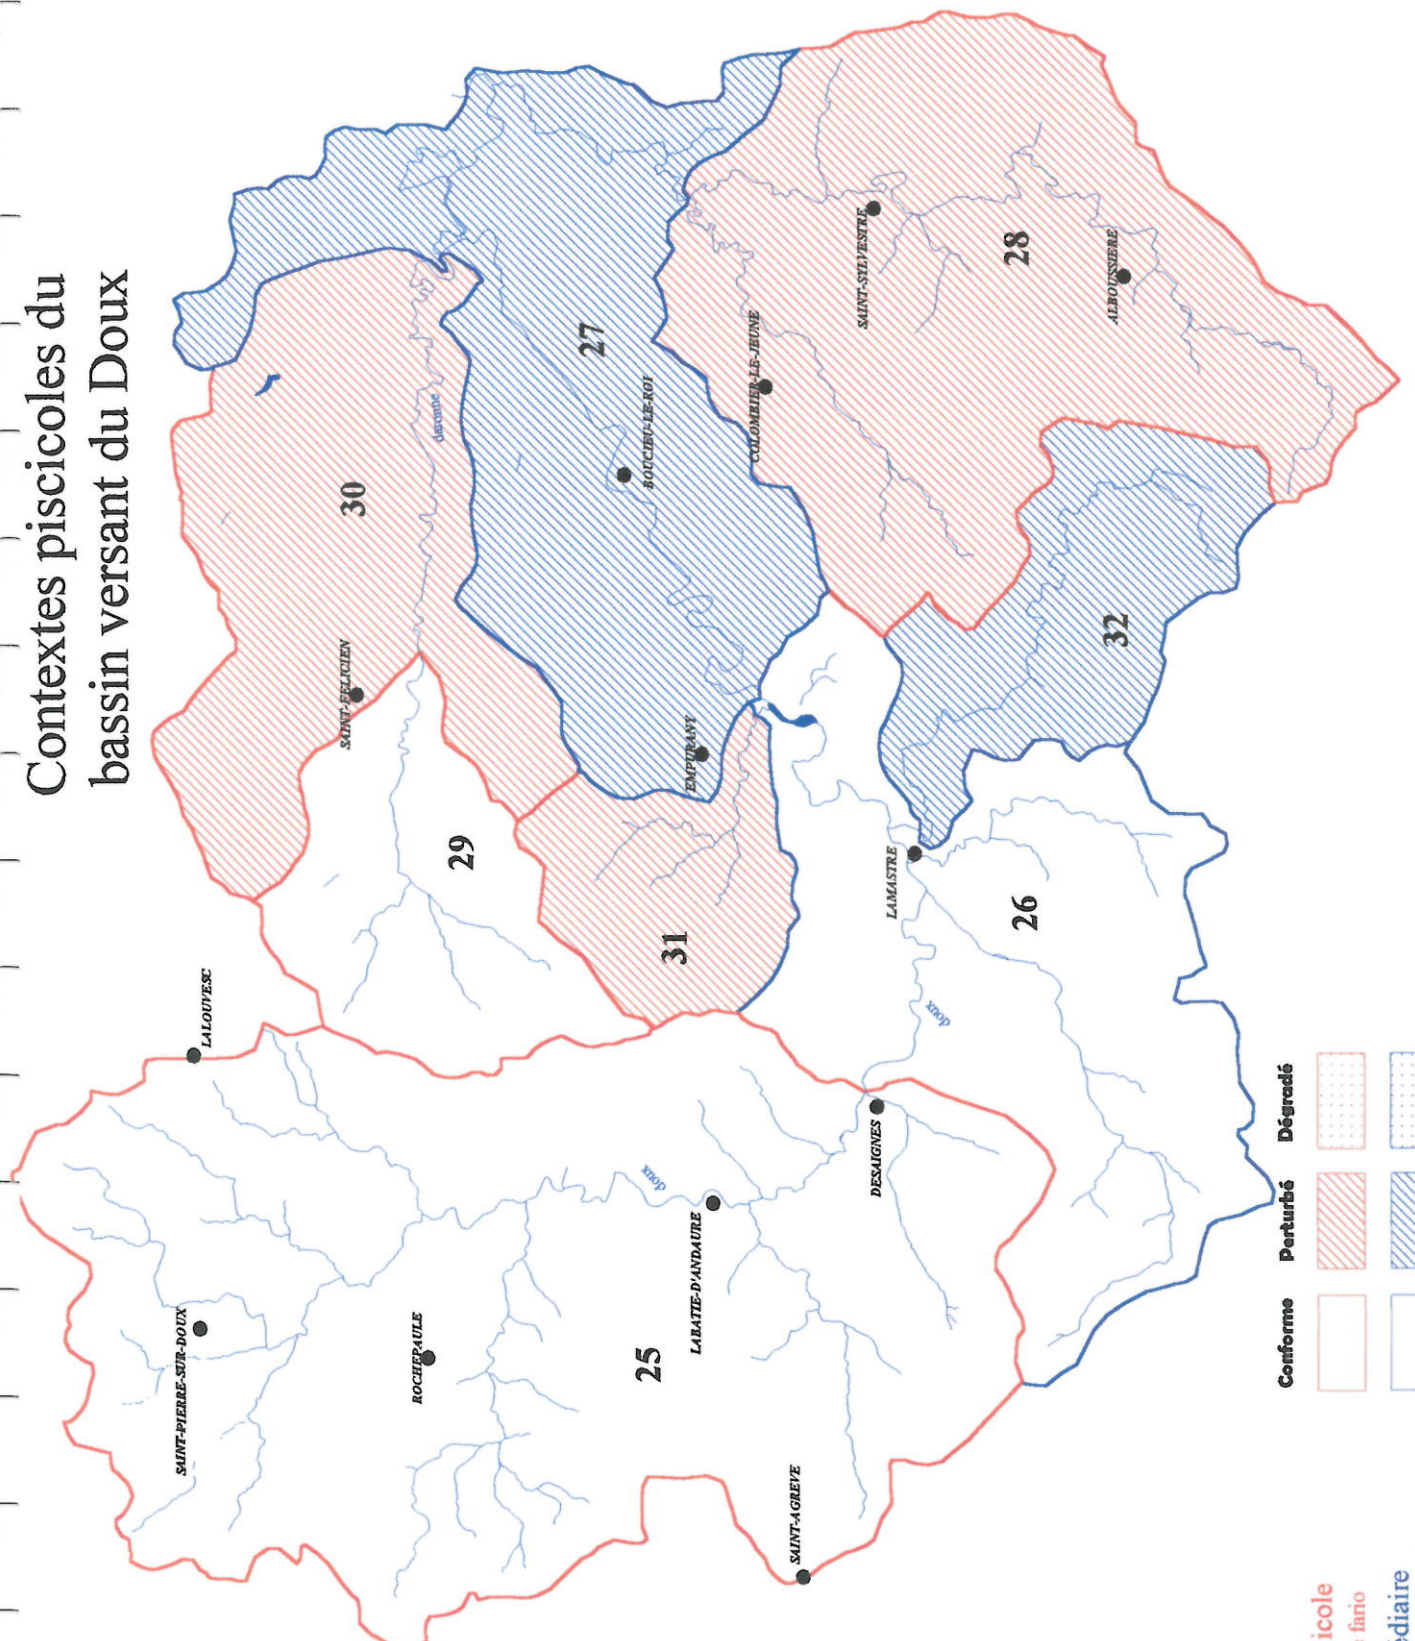 Contextes piscicoles du
bassin versant du Doux
LALOUVESC
SAINT-PIERRE-SUR-DOUX
ROCHEPAULE
25
LABATIE-D'ANDAURE
doux
SAINT-AGREVE
DESAIGNES
doux
LAMASTRE
26
29
31
SAINT-FELICIEN
30
daronne
EMPURANY
BOUCIEU-LE-ROI
27
COLOMBIER-LE-JEUNE
SAINT-SYLVESTRE
28
ALBOUSSIERE
32
Conforme Perturbé Dégradé
icole
fario
édiaire